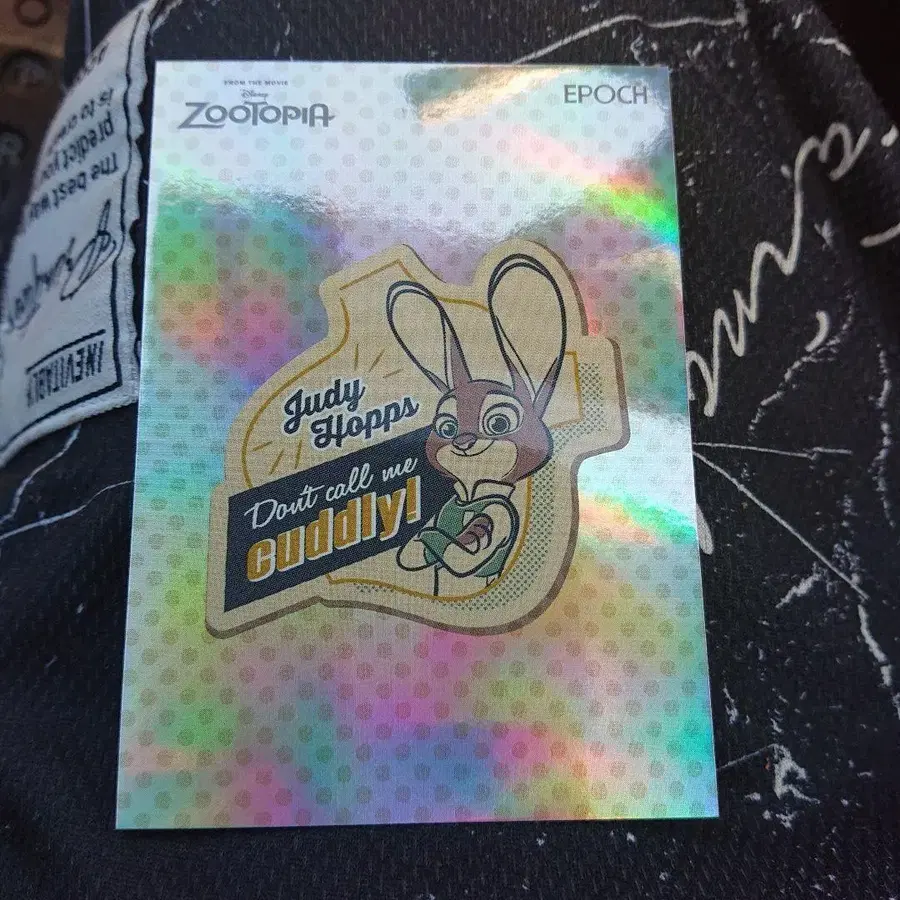 FROM THE MOVIE
Disney
ZOOTOPIA
EPOCH
Judy
Hopps
Don't call me
cuddly!
The best way
predict you
is to
INEVITABL